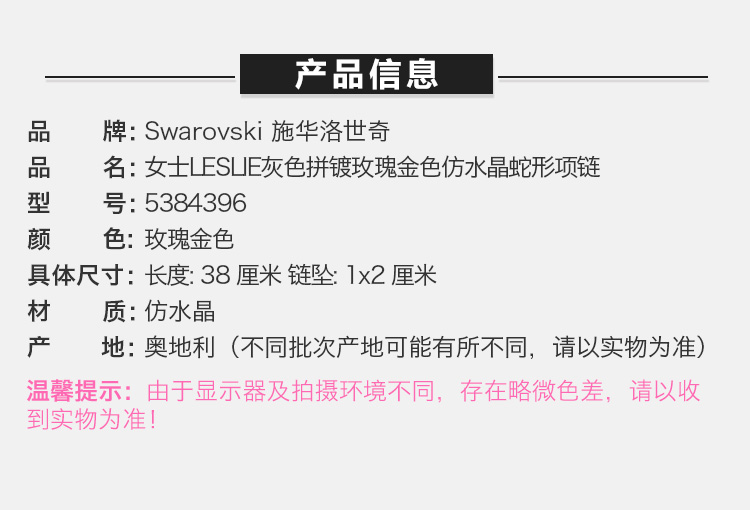 产品信息
品 牌: Swarovski 施华洛世奇
品 名: 女士LESLIE灰色拼镀玫瑰金色仿水晶蛇形项链
型 号: 5384396
颜 色: 玫瑰金色
具体尺寸: 长度: 38 厘米 链坠: 1x2 厘米
材 质: 仿水晶
产 地: 奥地利（不同批次产地可能有所不同，请以实物为准）
温馨提示: 由于显示器及拍摄环境不同，存在略微色差，请以收
到实物为准！